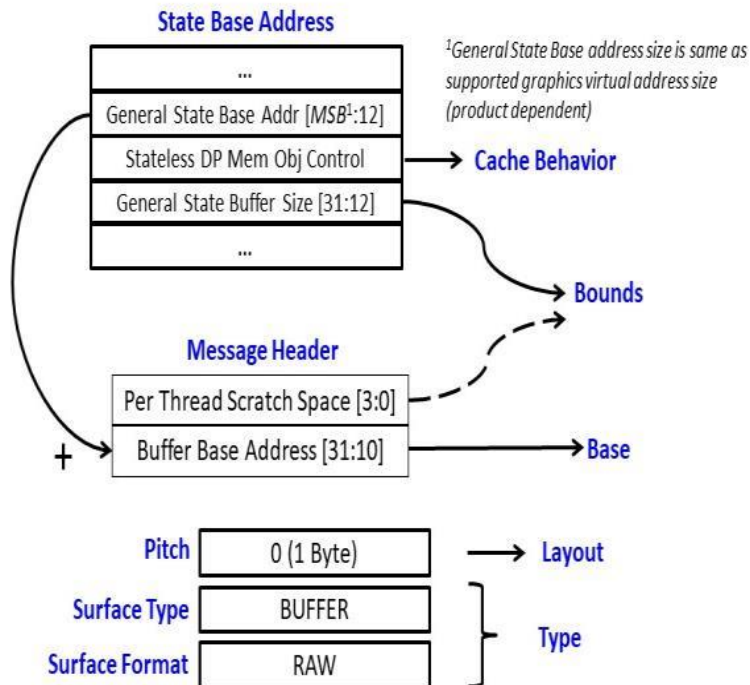 State Base Address
...
General State Base Addr [MSB¹:12]
Stateless DP Mem Obj Control
General State Buffer Size [31:12]
...
¹General State Base address size is same as
supported graphics virtual address size
(product dependent)
Cache Behavior
Bounds
Message Header
Per Thread Scratch Space [3:0]
+
Buffer Base Address [31:10]
Base
Pitch
0 (1 Byte)
Layout
Surface Type
BUFFER
Type
Surface Format
RAW